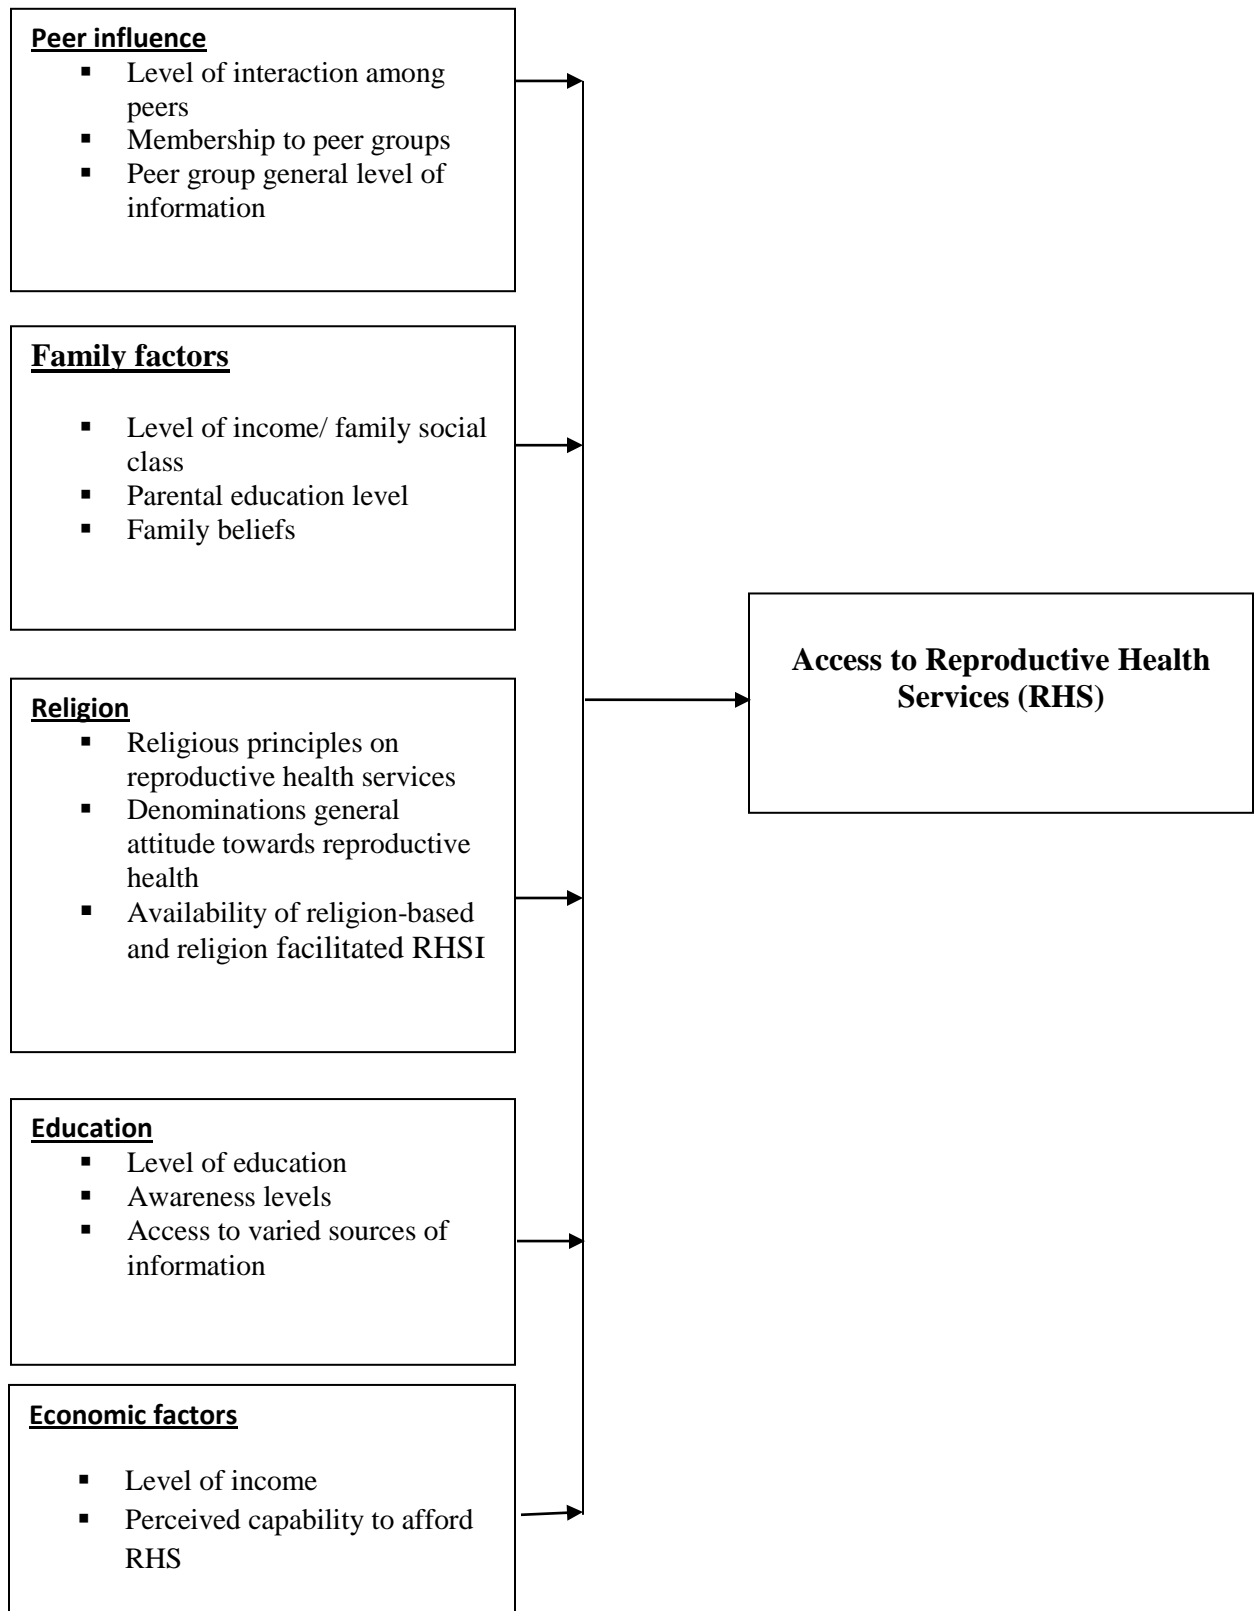 Peer influence
▪ Level of interaction among
peers
▪ Membership to peer groups
▪ Peer group general level of
information
Family factors
▪ Level of income/ family social
class
▪ Parental education level
▪ Family beliefs
Access to Reproductive Health
Services (RHS)
Religion
▪ Religious principles on
reproductive health services
▪ Denominations general
attitude towards reproductive
health
▪ Availability of religion-based
and religion facilitated RHSI
Education
▪ Level of education
▪ Awareness levels
▪ Access to varied sources of
information
Economic factors
▪ Level of income
▪ Perceived capability to afford
RHS